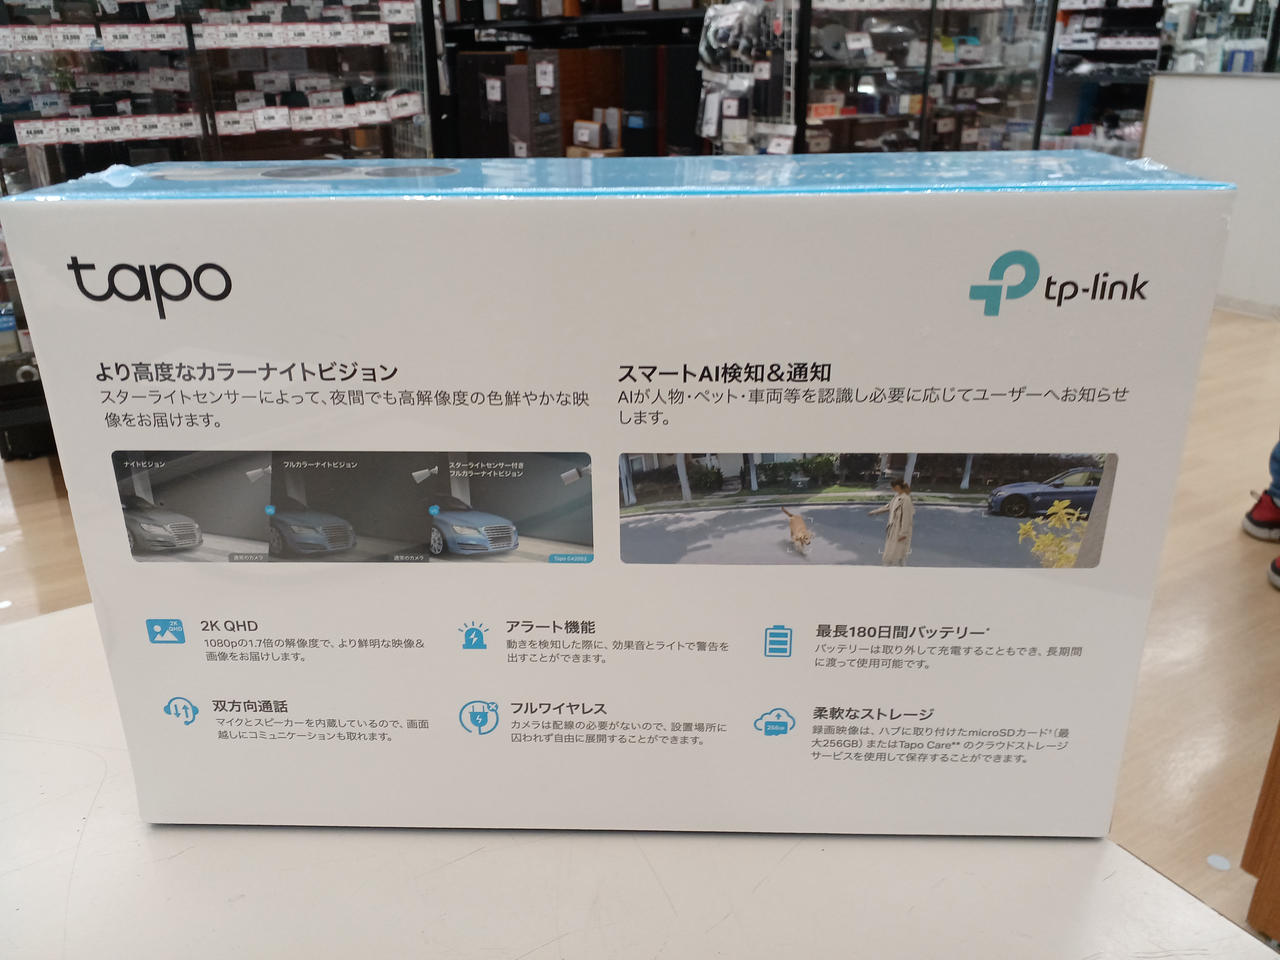 tapo
tp-link
より高度なカラーナイトビジョン
スターライトセンサーによって、夜間でも高解像度の色鮮やかな映
像をお届けます。
スマートAI検知&通知
AIが人物・ペット・車両等を認識し必要に応じてユーザーへお知らせ
します。
ナイトビジョン
フルカラーナイトビジョン
スターライトセンサー付き
フルカラーナイトビジョン
通常のカメラ
通常のカメラ
2K QHD
1080pの1.7倍の解像度で、より鮮明な映像&
画像をお届けします。
アラート機能
動きを検知した際に、効果音とライトで警告を
出すことができます。
最長180日間バッテリー*
バッテリーは取り外して充電することもでき、長期間
に渡って使用可能です。
双方向通話
マイクとスピーカーを内蔵しているので、画面
越しにコミュニケーションも取れます。
フルワイヤレス
カメラは配線の必要がないので、設置場所に
囚われず自由に展開することができます。
256GB
柔軟なストレージ
録画映像は、ハブに取り付けたmicroSDカード†(最
大256GB)またはTapo Care**のクラウドストレージ
サービスを使用して保存することができます。